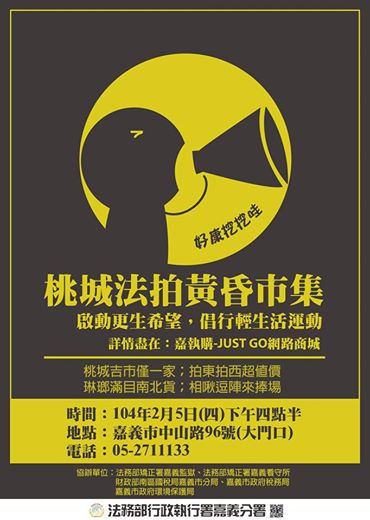 好康挖挖哇
桃城法拍黃昏市集
啟動更生希望，倡行輕生活運動
詳情盡在：嘉執購-JUST GO網路商城
桃城吉市僅一家；拍東拍西超值價
琳瑯滿目南北貨；相啾逗陣來捧場
時間：104年2月5日(四)下午四點半
地點：嘉義市中山路96號(大門口)
電話：05-2711133
協辦單位：法務部矯正署嘉義監獄、法務部矯正署嘉義看守所
財政部南區國稅局嘉義市分局、嘉義市政府稅務局
嘉義市政府環境保護局
法務部行政執行署嘉義分署